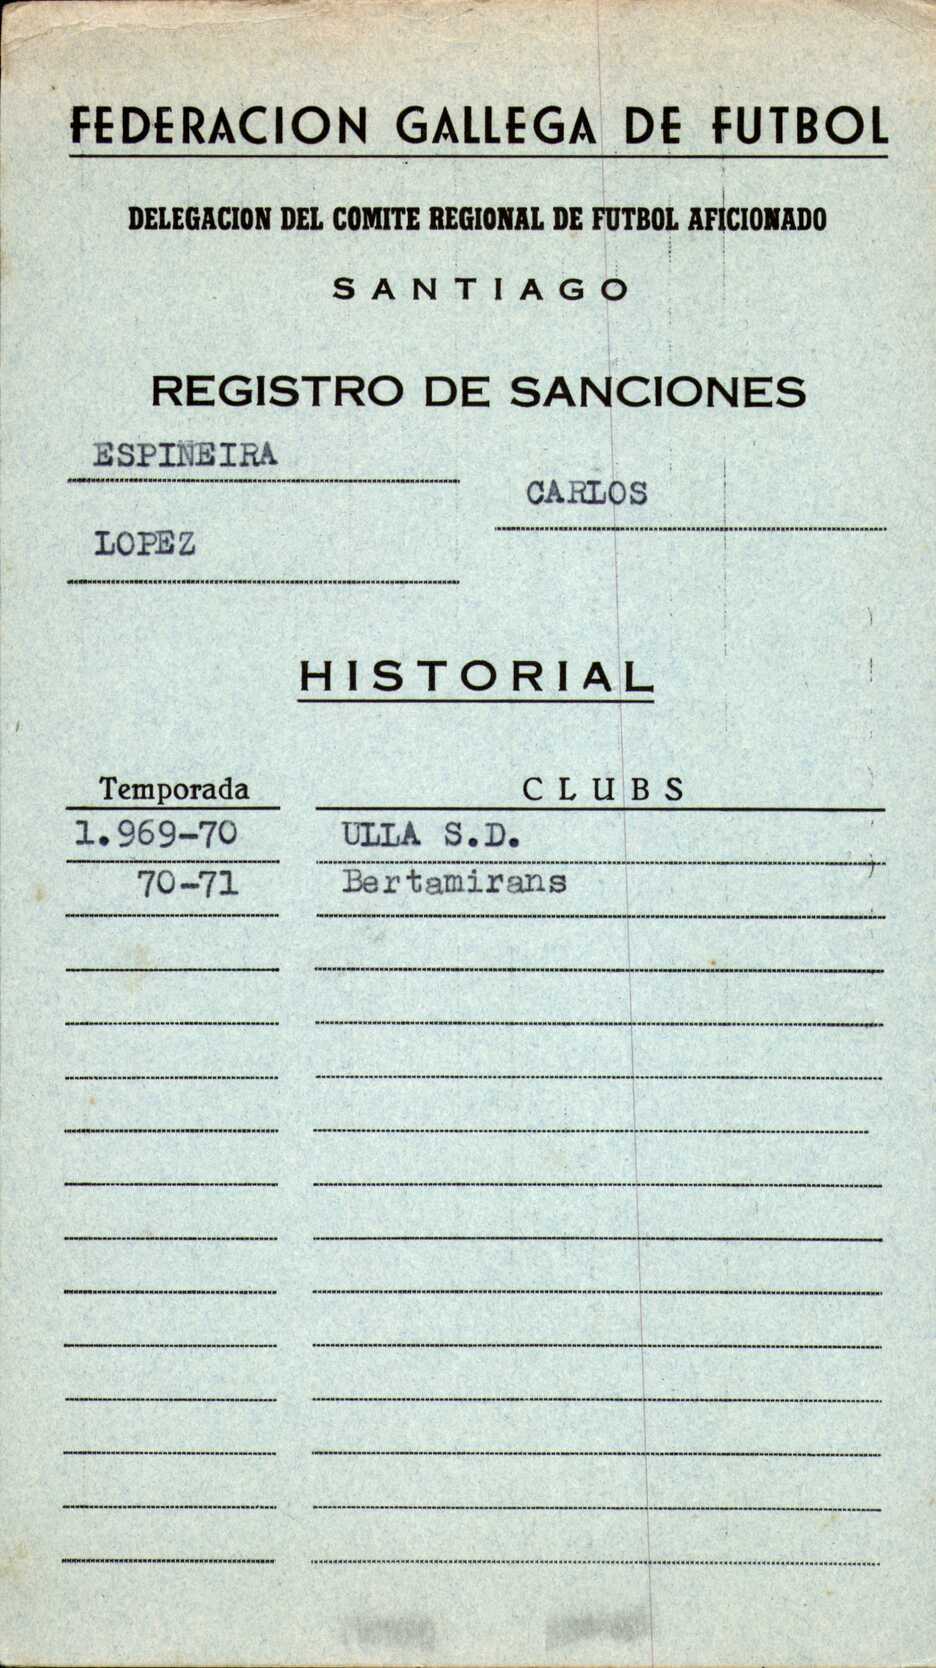 FEDERACION GALLEGA DE FUTBOL
DELEGACION DEL COMITE REGIONAL DE FUTBOL AFICIONADO
SANTIAGO
REGISTRO DE SANCIONES
ESPIÑEIRA
CARLOS
LOPEZ
HISTORIAL
Temporada CLUBS
1.969-70 ULLA S.D.
70-71 Bertamirans